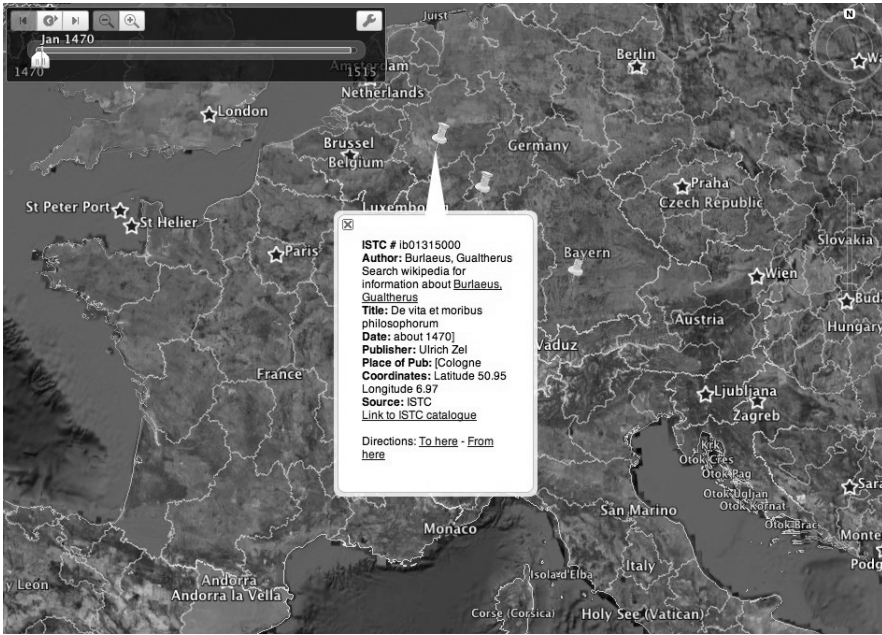 Juist
N
Jan 1470
1470
1515
Amsterdam
Netherlands
Berlin
London
Brussel
Belgium
Germany
Luxembo
St Peter Port
St Helier
Praha
Czech Republic
Paris
Slovakia
Bayern
Wien
Buda
Hungary
Austria
Vaduz
France
Ljubljana
Zagreb
ISTC # ib01315000
Author: Burlaeus, Gualtherus
Search wikipedia for
information about Burlaeus,
Gualtherus
Title: De vita et moribus
philosophorum
Date: about 1470]
Publisher: Ulrich Zel
Place of Pub: [Cologne
Coordinates: Latitude 50.95
Longitude 6.97
Source: ISTC
Link to ISTC catalogue
Directions: To here - From
here
Krk
Otok Cres
Otok Pag
Otok Ugljan
Otok Kornat
Otok Brac
Sara
San Marino
Monte
Podg
Monaco
Italy
Isola d'Elba
y León
Andorra
Andorra la Vella
Corse (Corsica)
Holy See (Vatican)